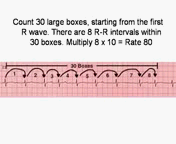 Count 30 large boxes, starting from the first
R wave. There are 8 R-R intervals within
30 boxes. Multiply 8 x 10 = Rate 80
30 Boxes
1 2 3 4 5 6 7 8